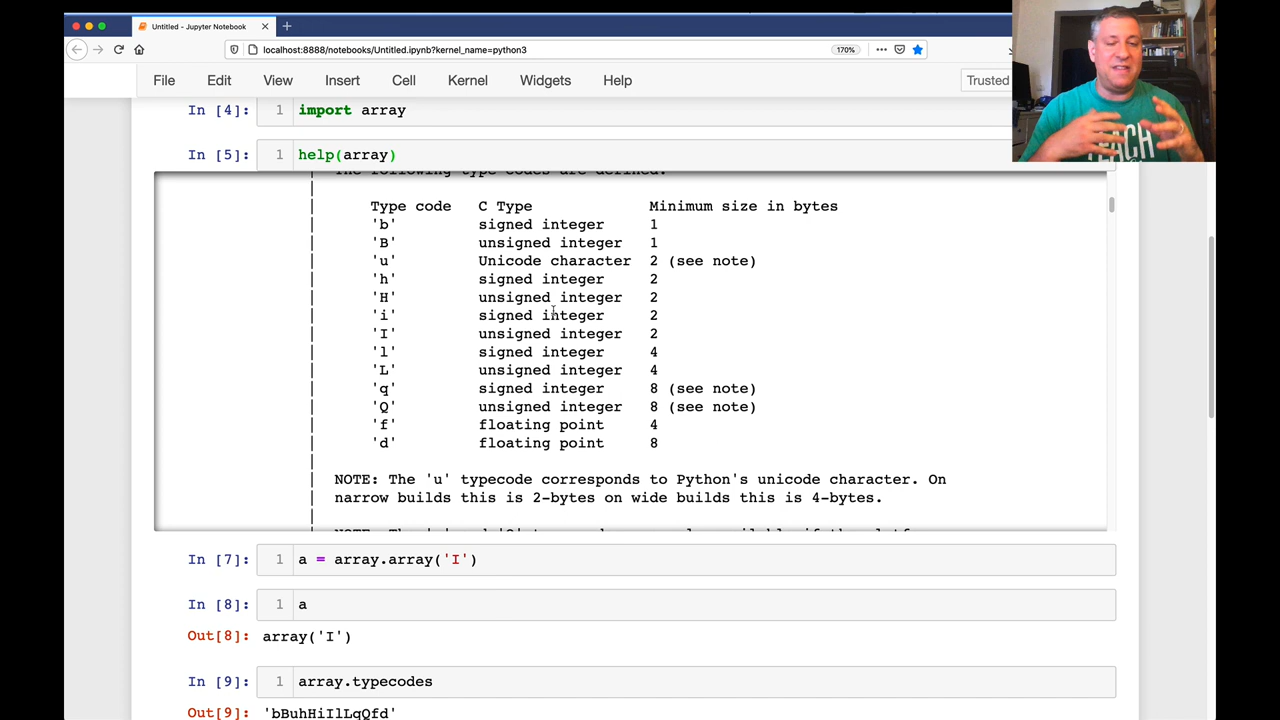 Untitled - Jupyter Notebook
localhost:8888/notebooks/Untitled.ipynb?kernel_name=python3
170%
File Edit View Insert Cell Kernel Widgets Help
Trusted
In [4]: 1 import array
In [5]: 1 help(array)
The following type codes are defined:
Type code C Type Minimum size in bytes
'b' signed integer 1
'B' unsigned integer 1
'u' Unicode character 2 (see note)
'h' signed integer 2
'H' unsigned integer 2
'i' signed integer 2
'I' unsigned integer 2
'l' signed integer 4
'L' unsigned integer 4
'q' signed integer 8 (see note)
'Q' unsigned integer 8 (see note)
'f' floating point 4
'd' floating point 8
NOTE: The 'u' typecode corresponds to Python's unicode character. On
narrow builds this is 2-bytes on wide builds this is 4-bytes.
In [7]: 1 a = array.array('I')
In [8]: 1 a
Out[8]: array('I')
In [9]: 1 array.typecodes
Out[9]: 'bBuhHiIlLqQfd'